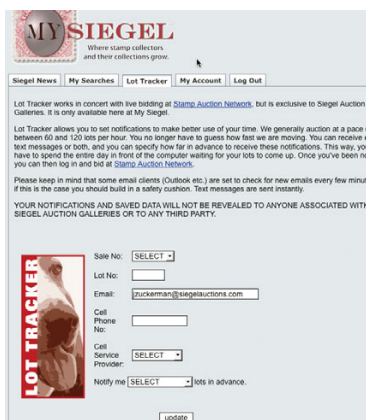 MY SIEGEL
Where stamp collectors
and their collections grow.
Siegel News My Searches Lot Tracker My Account Log Out
Lot Tracker works in concert with live bidding at Stamp Auction Network, but is exclusive to Siegel Auction
Galleries. It is only available here at My Siegel.
Lot Tracker allows you to set notifications to make better use of your time. We generally auction at a pace
between 60 and 120 lots per hour. You no longer have to guess how fast we are moving. You can receive
text messages or both, and you can specify how far in advance to receive these notifications. This way, you
have to spend the entire day in front of the computer waiting for your lots to come up. Once you've been
you can then log in and bid at Stamp Auction Network.
Please keep in mind that some email clients (Outlook etc.) are set to check for new emails every few
if this is the case you should build in a safety cushion. Text messages are sent instantly.
YOUR NOTIFICATIONS AND SAVED DATA WILL NOT BE REVEALED TO ANYONE ASSOCIATED
SIEGEL AUCTION GALLERIES OR TO ANY THIRD PARTY.
LOT TRACKER
Sale No: SELECT
Lot No:
Email: jzuckerman@siegelauctions.com
Cell
Phone
No:
Cell
Service SELECT
Provider:
Notify me SELECT lots in advance.
update